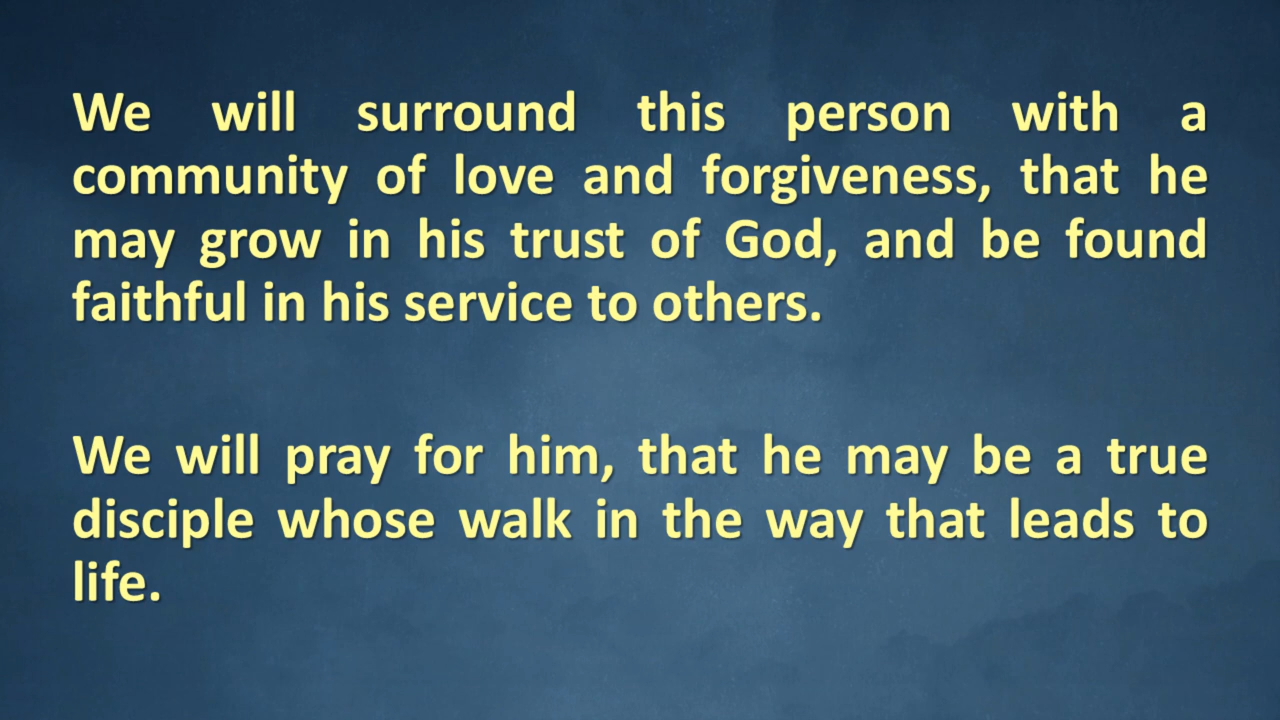 We will surround this person with a
community of love and forgiveness, that he
may grow in his trust of God, and be found
faithful in his service to others.
We will pray for him, that he may be a true
disciple whose walk in the way that leads to
life.